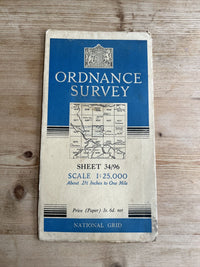 ORDNANCE
SURVEY
SHEET 34/96
SCALE 1:25,000
About 2½ Inches to One Mile
Price (Paper) 2s. 6d. net
NATIONAL GRID